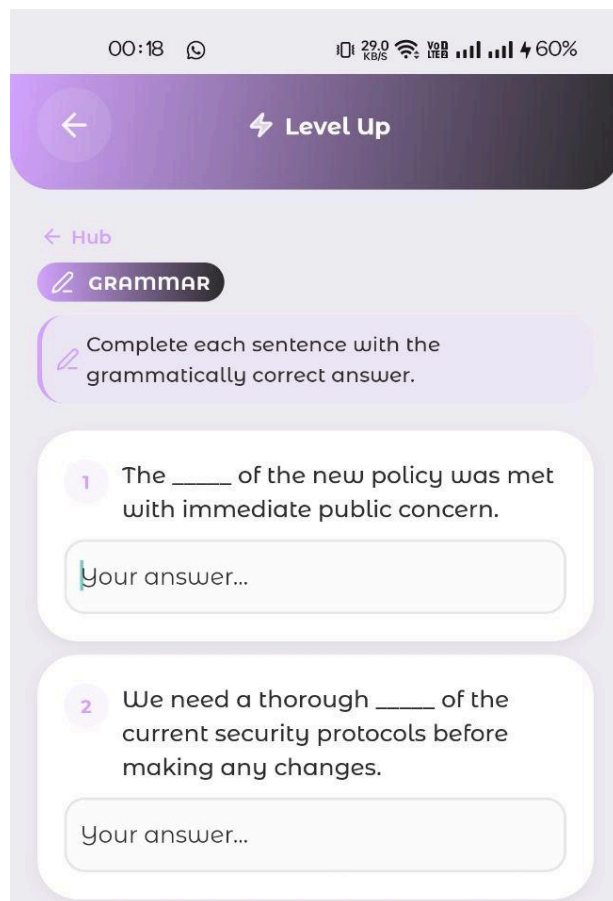 00:18 29.0 KB/S VoD LTE2 60%
Level Up
Hub
GRAMMAR
Complete each sentence with the
grammatically correct answer.
1 The _____ of the new policy was met
with immediate public concern.
Your answer...
2 We need a thorough _____ of the
current security protocols before
making any changes.
Your answer...